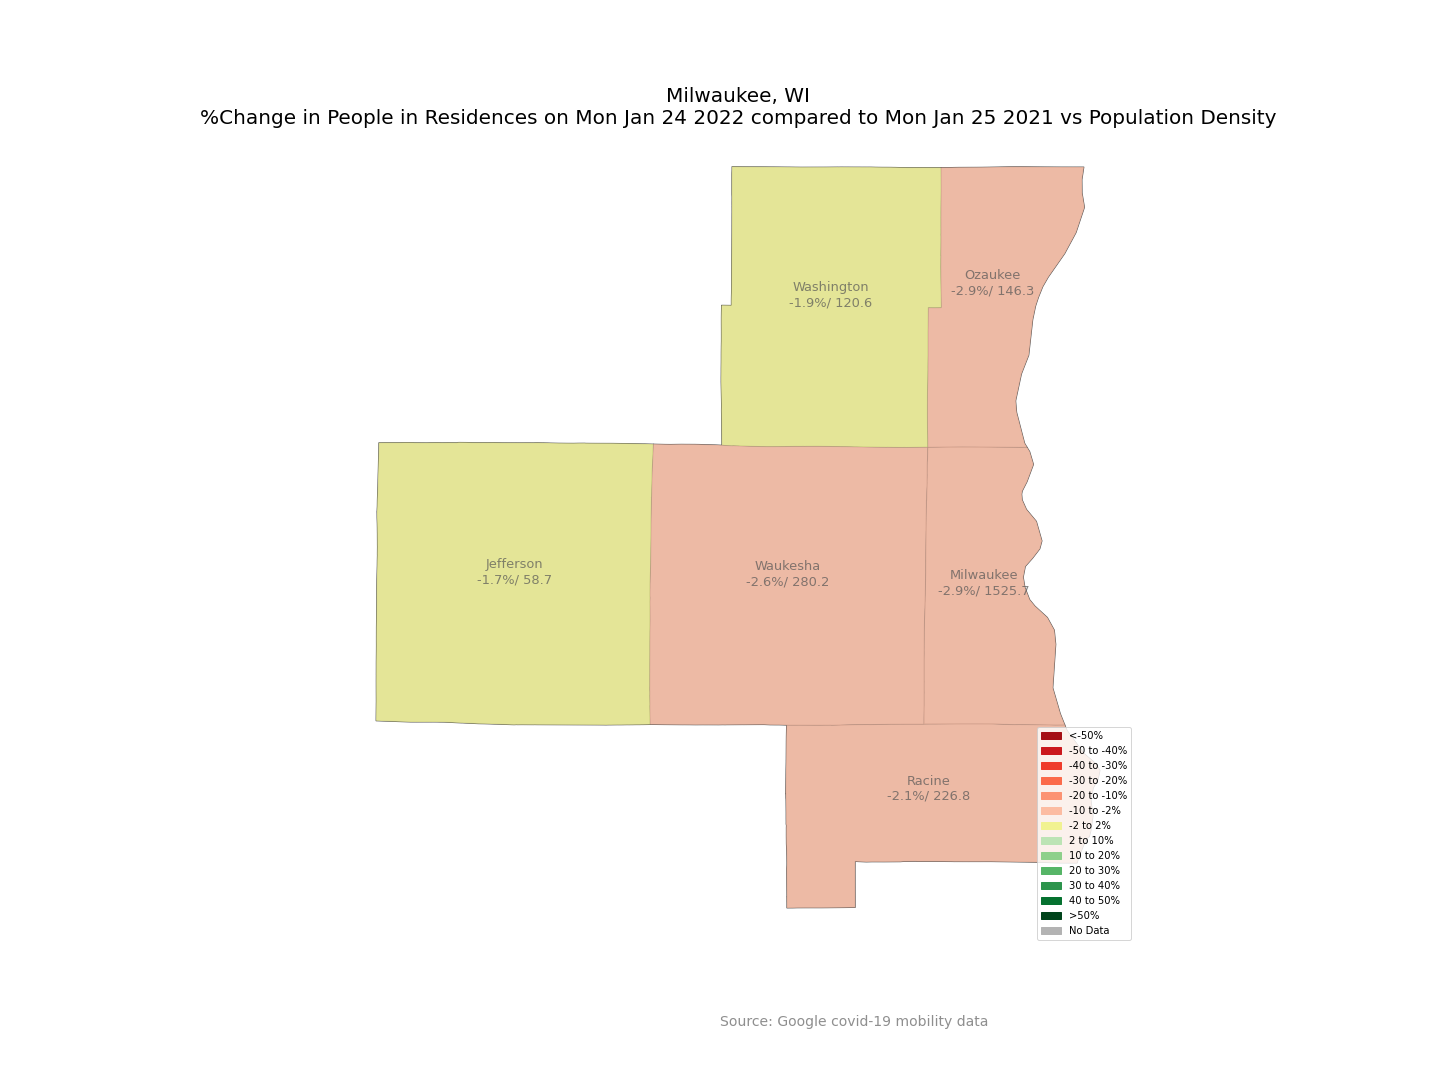 Milwaukee, WI
%Change in People in Residences on Mon Jan 24 2022 compared to Mon Jan 25 2021 vs Population Density
Washington
-1.9%/ 120.6
Ozaukee
-2.9%/ 146.3
Jefferson
-1.7%/ 58.7
Waukesha
-2.6%/ 280.2
Milwaukee
-2.9%/ 1525.7
Racine
-2.1%/ 226.8
<-50%
-50 to -40%
-40 to -30%
-30 to -20%
-20 to -10%
-10 to -2%
-2 to 2%
2 to 10%
10 to 20%
20 to 30%
30 to 40%
40 to 50%
>50%
No Data
Source: Google covid-19 mobility data